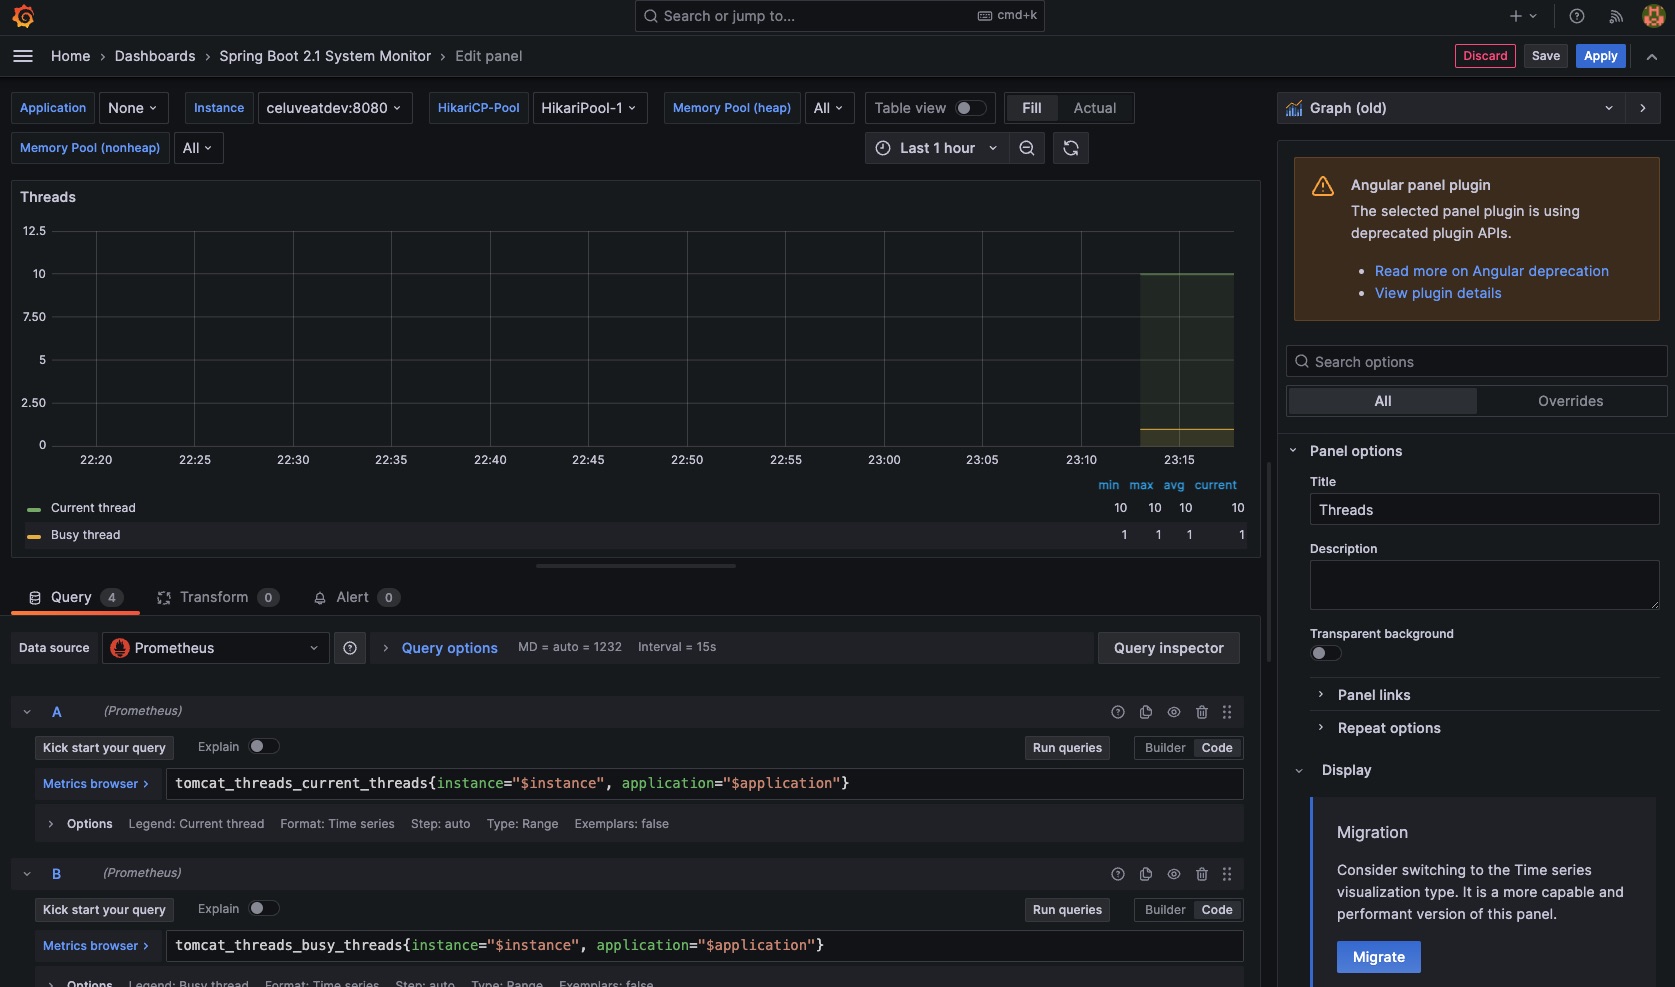 Search or jump to...
cmd+k
Home › Dashboards › Spring Boot 2.1 System Monitor › Edit panel
Discard
Save
Apply
Application
None
Instance
celuveatdev:8080
HikariCP-Pool
HikariPool-1
Memory Pool (heap)
All
Table view
Fill
Actual
Graph (old)
Memory Pool (nonheap)
All
Last 1 hour
Threads
12.5
10
7.50
5
2.50
0
22:20
22:25
22:30
22:35
22:40
22:45
22:50
22:55
23:00
23:05
23:10
23:15
min max avg current
Current thread 10 10 10 10
Busy thread 1 1 1 1
Query 4
Transform 0
Alert 0
Data source
Prometheus
Query options
MD = auto = 1232
Interval = 15s
Query inspector
A (Prometheus)
Kick start your query
Explain
Run queries
Builder
Code
Metrics browser >
tomcat_threads_current_threads{instance="$instance", application="$application"}
Options Legend: Current thread Format: Time series Step: auto Type: Range Exemplars: false
B (Prometheus)
Kick start your query
Explain
Run queries
Builder
Code
Metrics browser >
tomcat_threads_busy_threads{instance="$instance", application="$application"}
Options Legend: Busy thread Format: Time series Step: auto Type: Range Exemplars: false
Angular panel plugin
The selected panel plugin is using
deprecated plugin APIs.
• Read more on Angular deprecation
• View plugin details
Search options
All
Overrides
Panel options
Title
Threads
Description
Transparent background
Panel links
Repeat options
Display
Migration
Consider switching to the Time series
visualization type. It is a more capable and
performant version of this panel.
Migrate